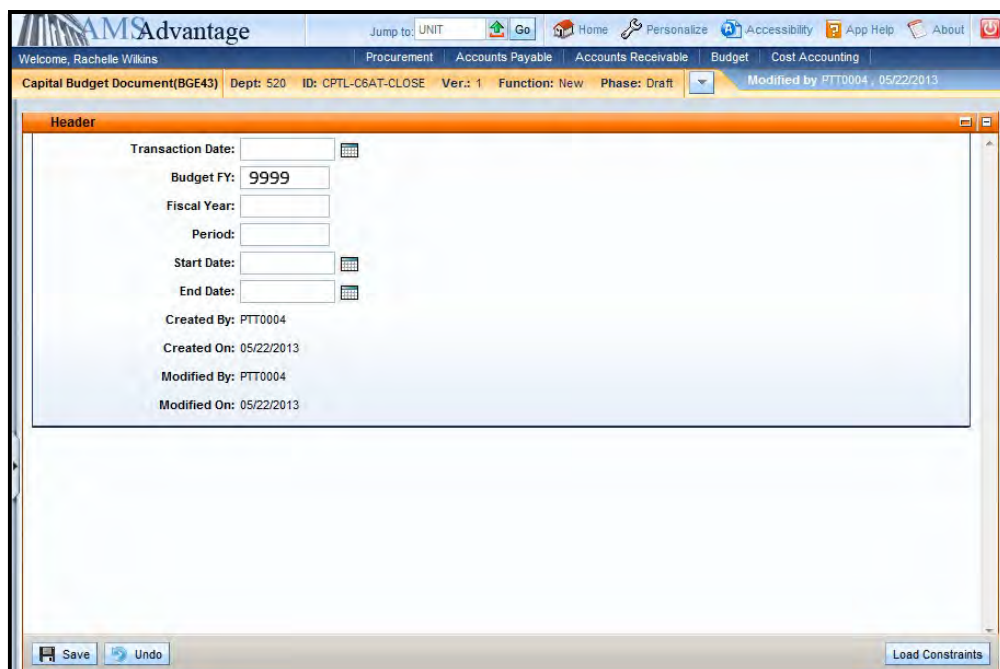 AMSAdvantage Jump to: UNIT Go Home Personalize Accessibility App Help About
Welcome, Rachelle Wilkins Procurement Accounts Payable Accounts Receivable Budget Cost Accounting
Capital Budget Document(BGE43) Dept: 520 ID: CPTL-C6AT-CLOSE Ver.: 1 Function: New Phase: Draft Modified by PTT0004 , 05/22/2013
Header
Transaction Date:
Budget FY: 9999
Fiscal Year:
Period:
Start Date:
End Date:
Created By: PTT0004
Created On: 05/22/2013
Modified By: PTT0004
Modified On: 05/22/2013
Save Undo Load Constraints